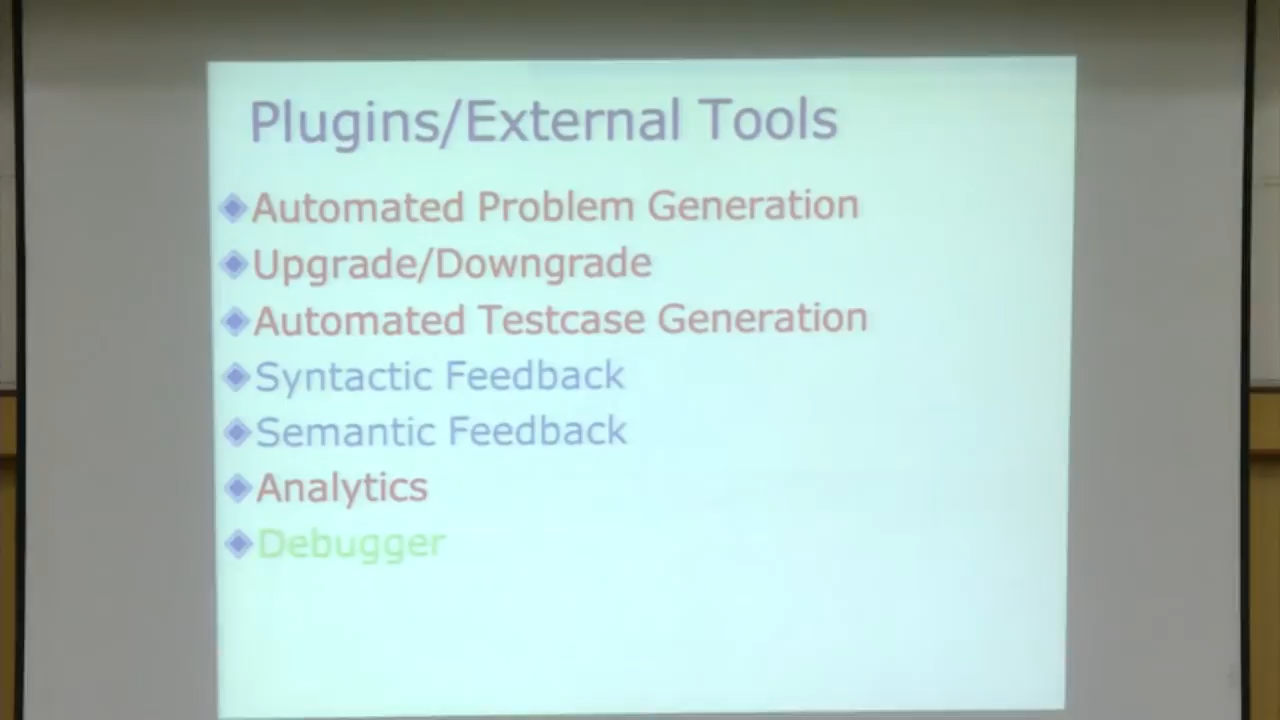 Plugins/External Tools
Automated Problem Generation
Upgrade/Downgrade
Automated Testcase Generation
Syntactic Feedback
Semantic Feedback
Analytics
Debugger